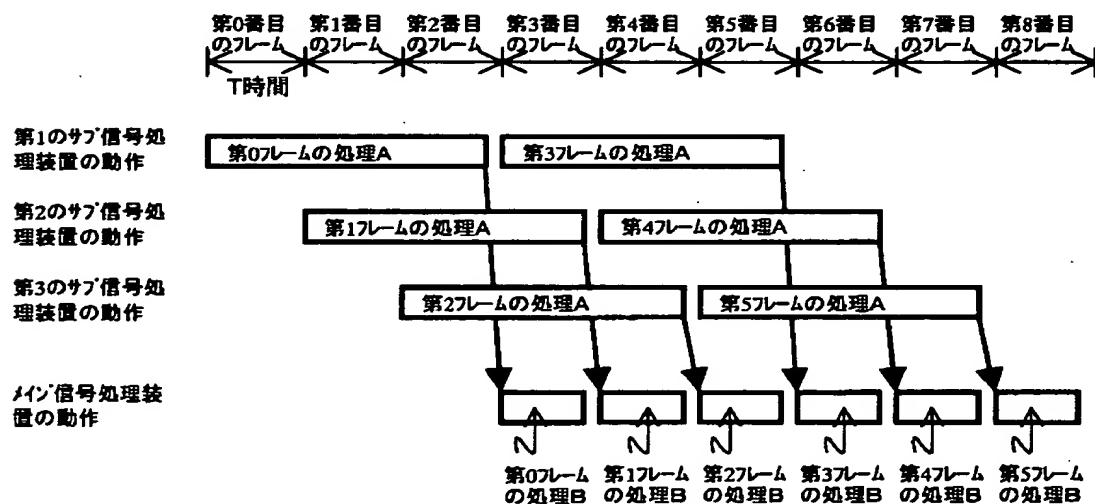 第0番目 第1番目 第2番目 第3番目 第4番目 第5番目 第6番目 第7番目 第8番目
のフレーム のフレーム のフレーム のフレーム のフレーム のフレーム のフレーム のフレーム のフレーム
T時間
第1のサブ信号処
理装置の動作
第0フレームの処理A 第3フレームの処理A
第2のサブ信号処
理装置の動作
第1フレームの処理A 第4フレームの処理A
第3のサブ信号処
理装置の動作
第2フレームの処理A 第5フレームの処理A
メイン信号処理装
置の動作
第0フレーム 第1フレーム 第2フレーム 第3フレーム 第4フレーム 第5フレーム
の処理B の処理B の処理B の処理B の処理B の処理B